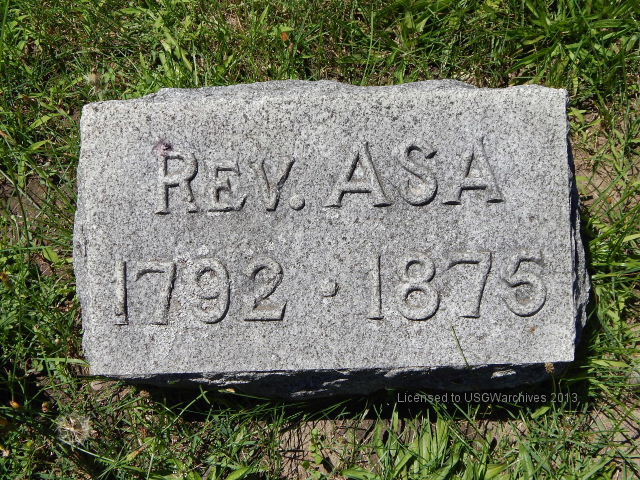 REV. ASA
1792 · 1875
Licensed to USGWarchives 2013